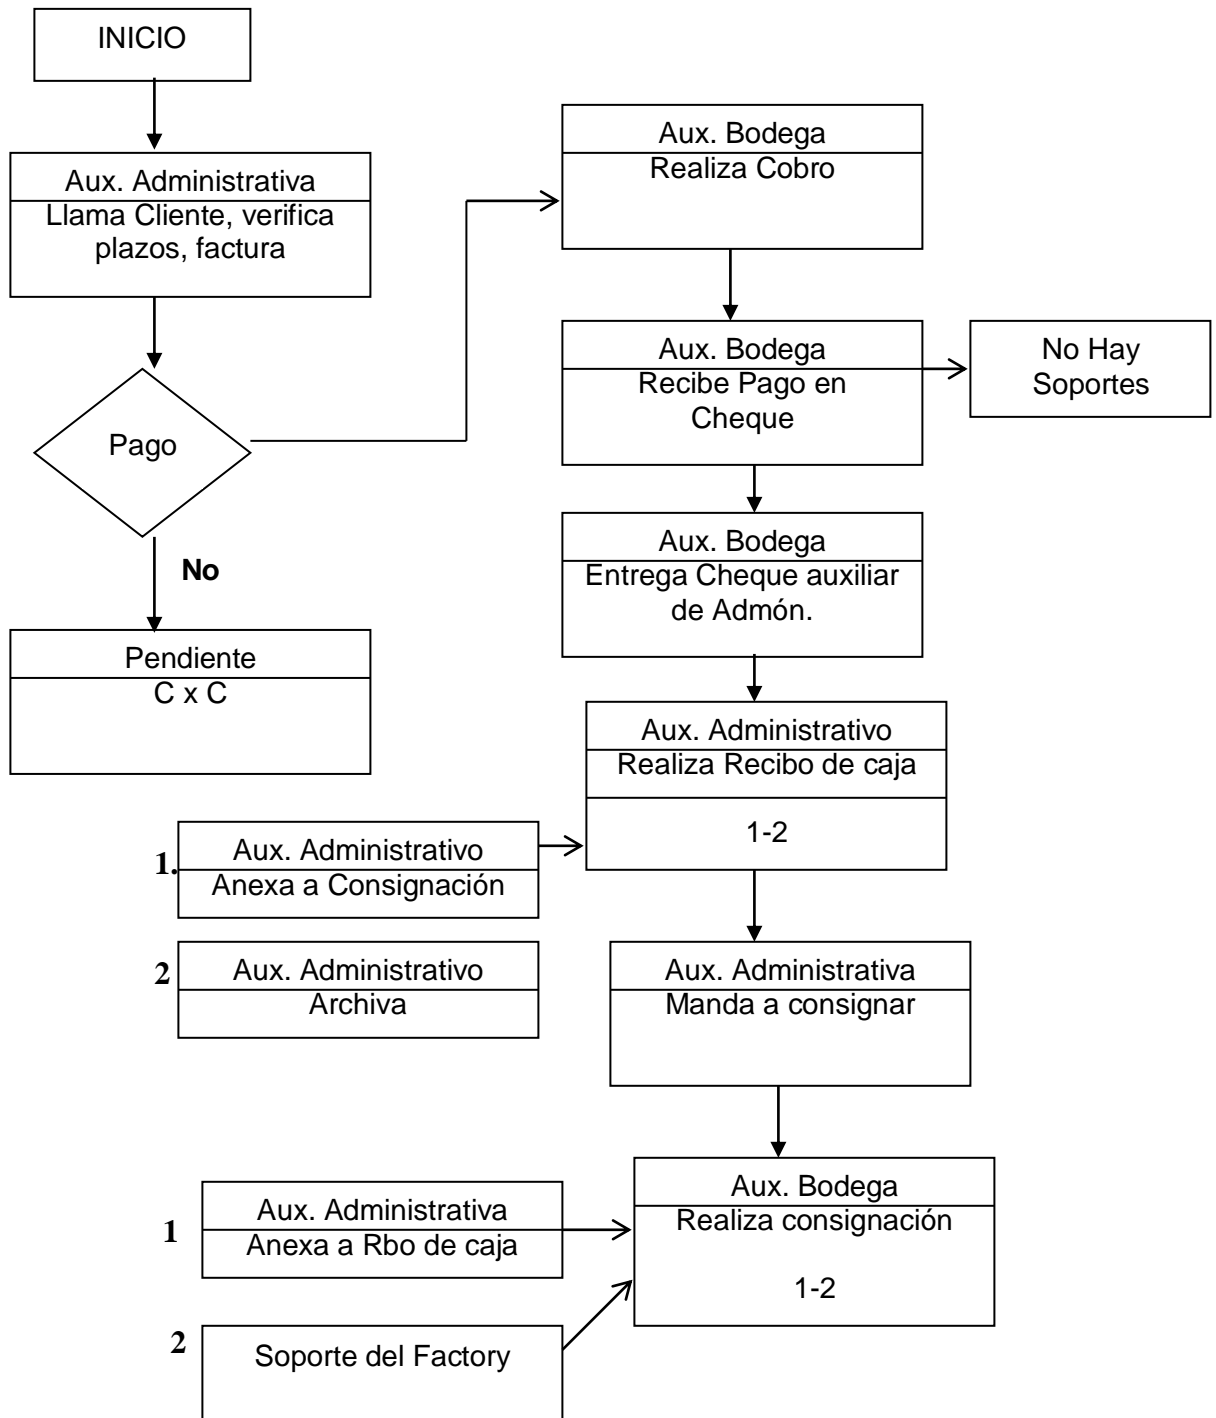 INICIO
Aux. Administrativa
Llama Cliente, verifica
plazos, factura
Pago
No
Pendiente
C x C
Aux. Bodega
Realiza Cobro
Aux. Bodega
Recibe Pago en
Cheque
No Hay
Soportes
Aux. Bodega
Entrega Cheque auxiliar
de Admón.
Aux. Administrativo
Realiza Recibo de caja
1-2
1.
Aux. Administrativo
Anexa a Consignación
2
Aux. Administrativo
Archiva
Aux. Administrativa
Manda a consignar
Aux. Bodega
Realiza consignación
1-2
1
Aux. Administrativa
Anexa a Rbo de caja
2
Soporte del Factory